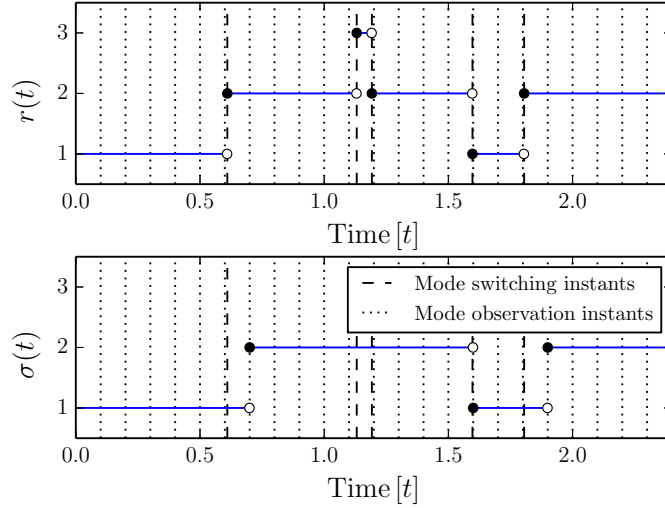 3
2
1
r(t)
0.0 0.5 1.0 1.5 2.0
Time [t]
3
2
1
σ(t)
Mode switching instants
Mode observation instants
0.0 0.5 1.0 1.5 2.0
Time [t]